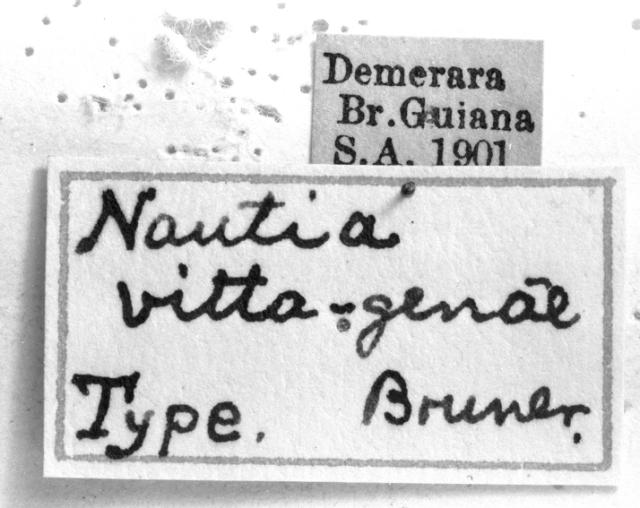 Demerara
Br. Guiana
S.A. 1901
Nautia
vitta-genae
Type. Bruner.